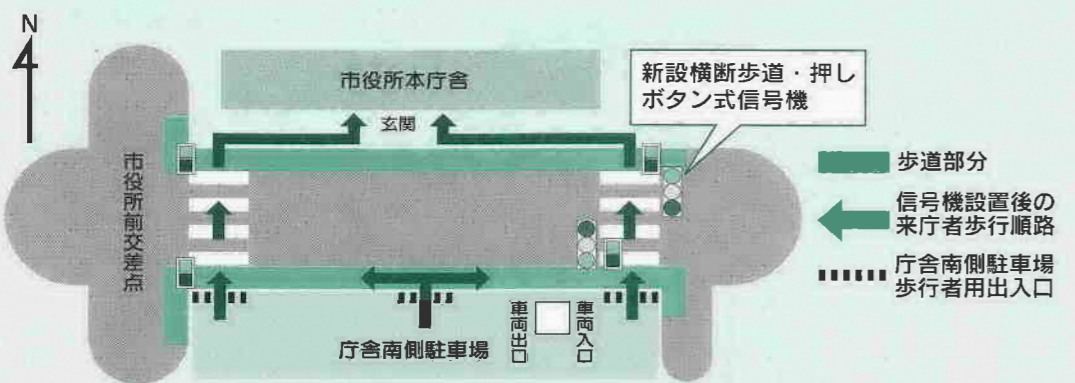 N
市役所本庁舎
新設横断歩道・押し
ボタン式信号機
玄関
市役所前交差点
歩道部分
信号機設置後の
来庁者歩行順路
庁舎南側駐車場
歩行者用出入口
車両出口
車両入口
庁舎南側駐車場